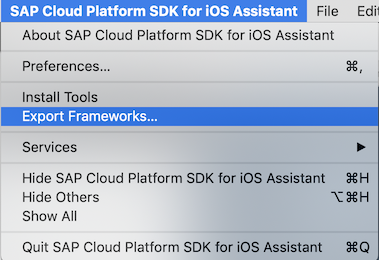 SAP Cloud Platform SDK for iOS Assistant File Edit
About SAP Cloud Platform SDK for iOS Assistant
Preferences... ⌘,
Install Tools
Export Frameworks...
Services ▶
Hide SAP Cloud Platform SDK for iOS Assistant ⌘H
Hide Others ⌥⌘H
Show All
Quit SAP Cloud Platform SDK for iOS Assistant ⌘Q